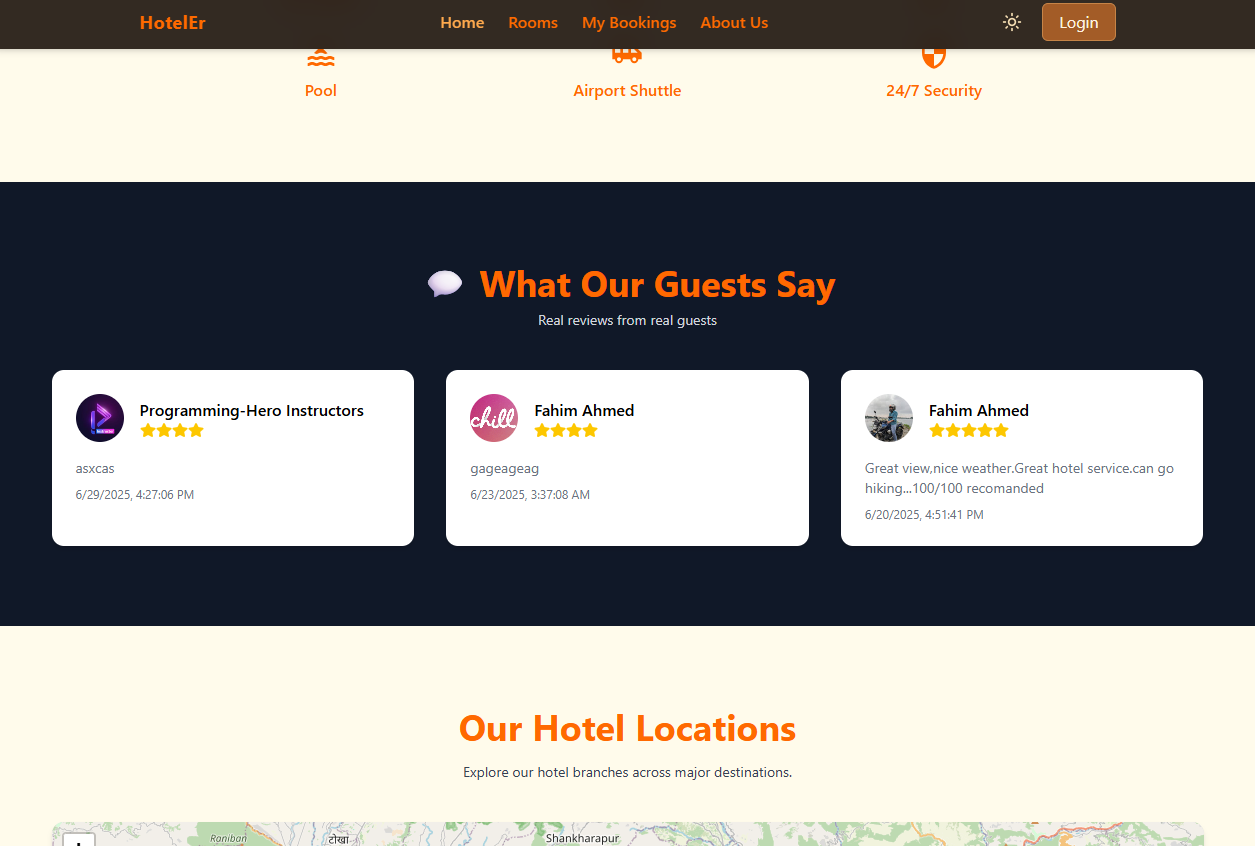 HotelEr
Home Rooms My Bookings About Us
Login
Pool
Airport Shuttle
24/7 Security
What Our Guests Say
Real reviews from real guests
Programming-Hero Instructors
asxcas
6/29/2025, 4:27:06 PM
chill
Fahim Ahmed
gageageag
6/23/2025, 3:37:08 AM
Fahim Ahmed
Great view,nice weather.Great hotel service.can go
hiking...100/100 recomanded
6/20/2025, 4:51:41 PM
Our Hotel Locations
Explore our hotel branches across major destinations.
Raniban
टोखा
Shankharapur